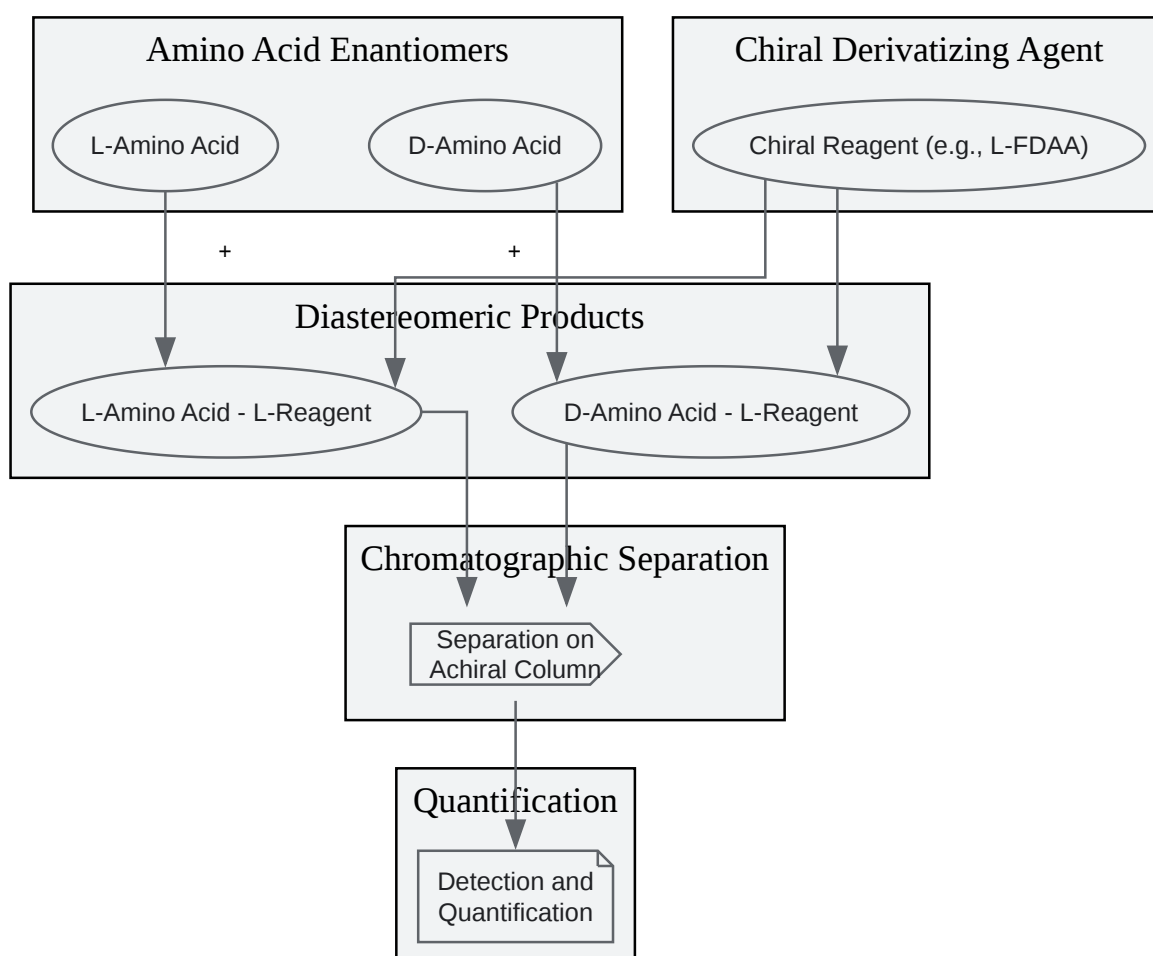 Amino Acid Enantiomers
Chiral Derivatizing Agent
L-Amino Acid
D-Amino Acid
Chiral Reagent (e.g., L-FDAA)
+
+
Diastereomeric Products
L-Amino Acid - L-Reagent
D-Amino Acid - L-Reagent
Chromatographic Separation
Separation on
Achiral Column
Quantification
Detection and
Quantification